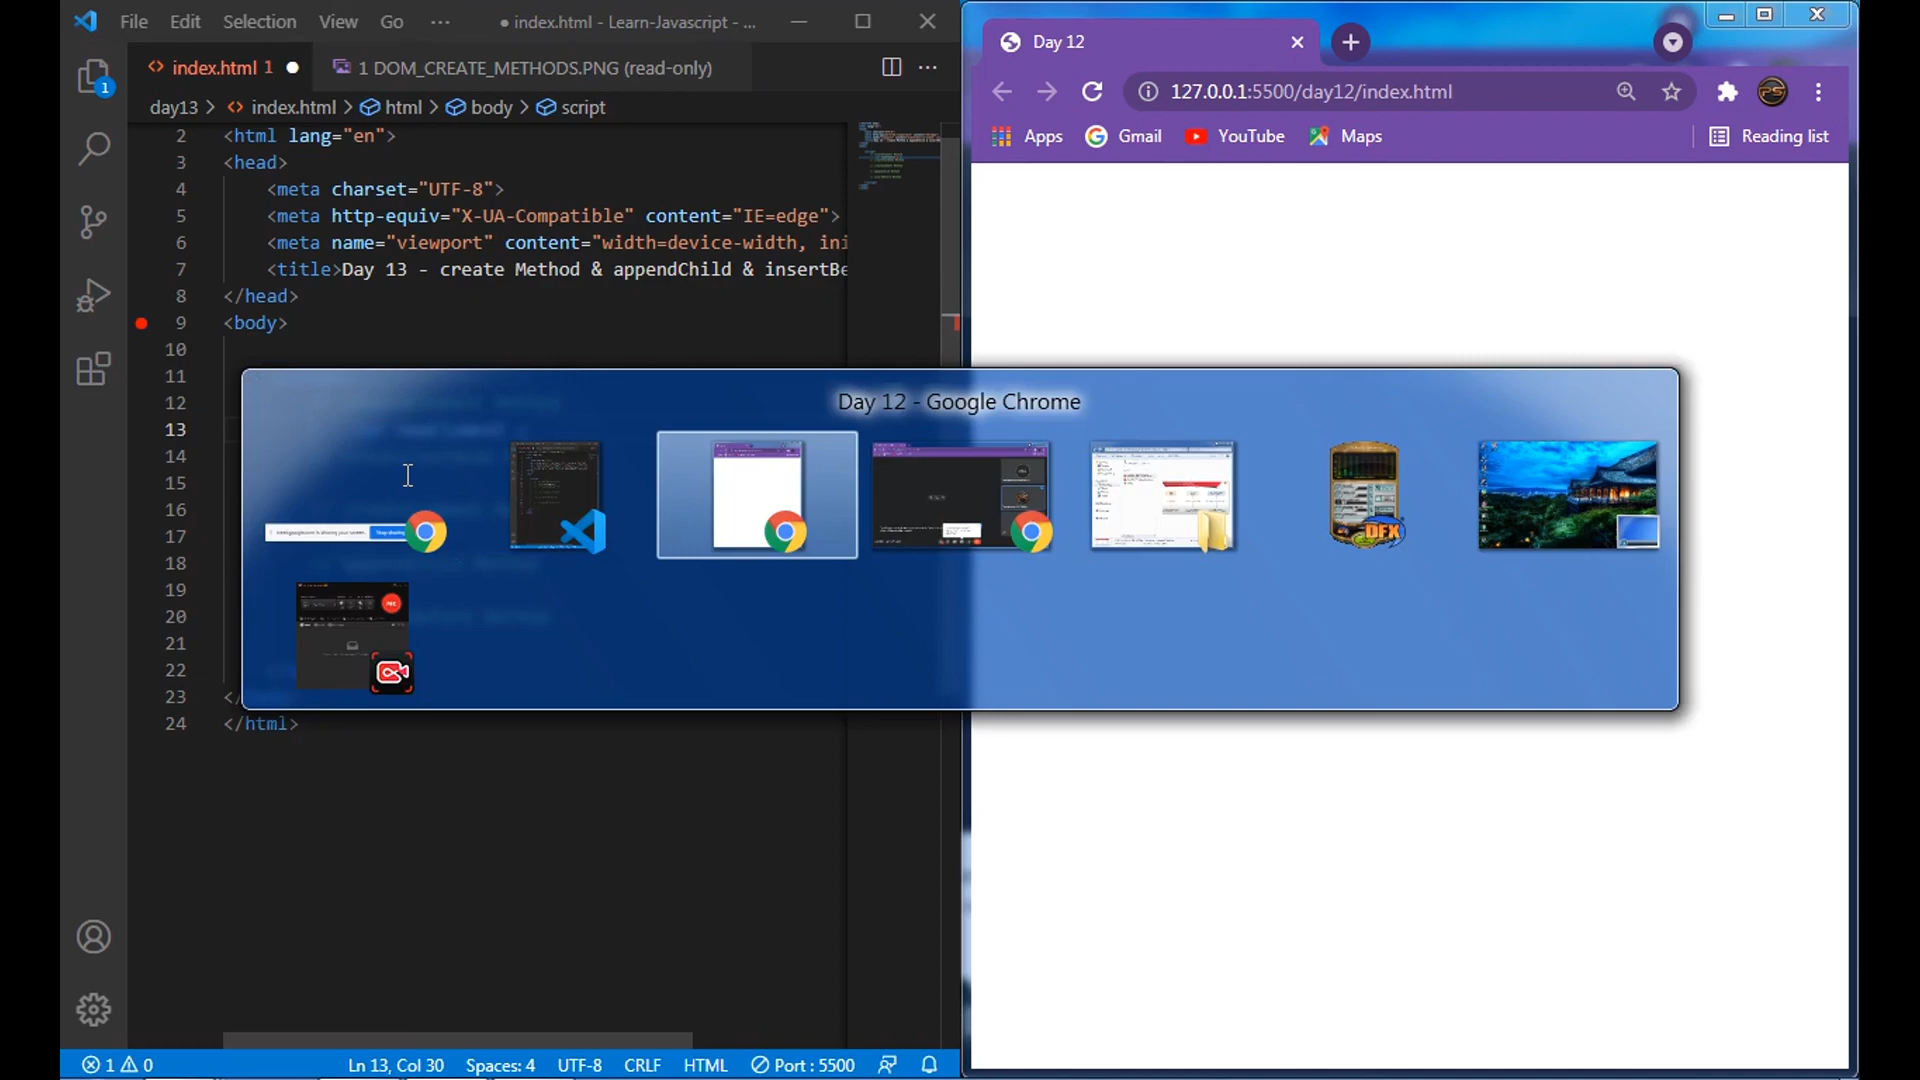 File Edit Selection View Go ··· ● index.html - Learn-Javascript - ...
index.html 1 ● 1 DOM_CREATE_METHODS.PNG (read-only) ···
day13 > index.html > html > body > script
2 <html lang="en">
3 <head>
4 <meta charset="UTF-8">
5 <meta http-equiv="X-UA-Compatible" content="IE=edge">
6 <meta name="viewport" content="width=device-width, ini
7 <title>Day 13 - create Method & appendChild & insertBe
8 </head>
9 <body>
10
11
12
13
14
15
16
17
18
19
20
21
22
23 </
24 </html>
1
Ln 13, Col 30 Spaces: 4 UTF-8 CRLF HTML Port : 5500
1 0
Day 12
127.0.0.1:5500/day12/index.html
Apps Gmail YouTube Maps Reading list
Day 12 - Google Chrome
DFX
REC